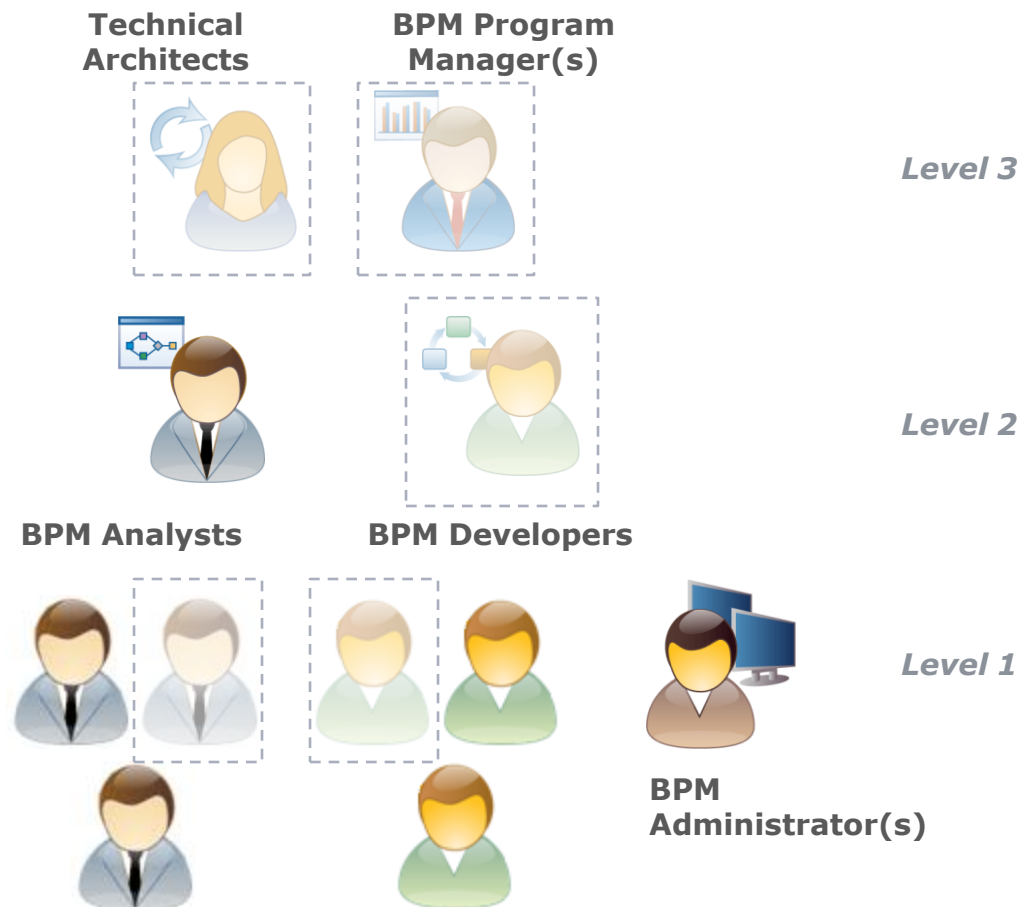 Technical
Architects
BPM Program
Manager(s)
Level 3
Level 2
BPM Analysts
BPM Developers
Level 1
BPM
Administrator(s)